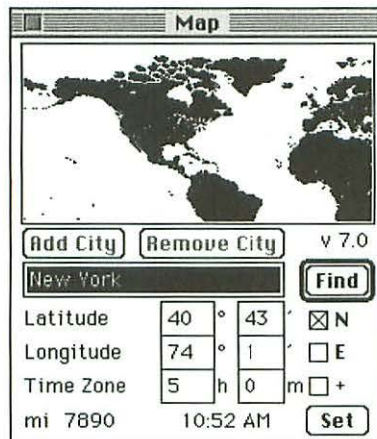 Map
Add City Remove City v 7.0
New York Find
Latitude 40 ° 43 ′ N
Longitude 74 ° 1 ′ E
Time Zone 5 h 0 m +
mi 7890 10:52 AM Set